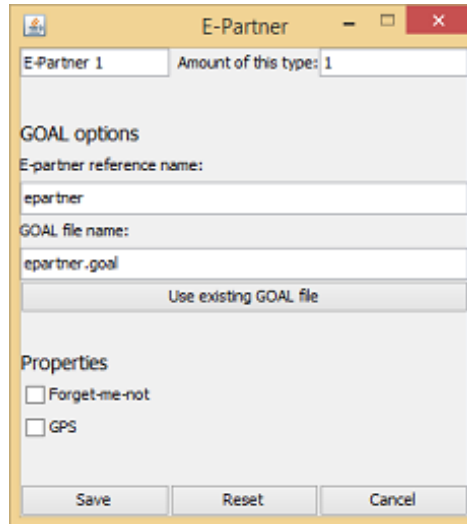 E-Partner
E-Partner 1 Amount of this type: 1
GOAL options
E-partner reference name:
epartner
GOAL file name:
epartner.goal
Use existing GOAL file
Properties
Forget-me-not
GPS
Save Reset Cancel